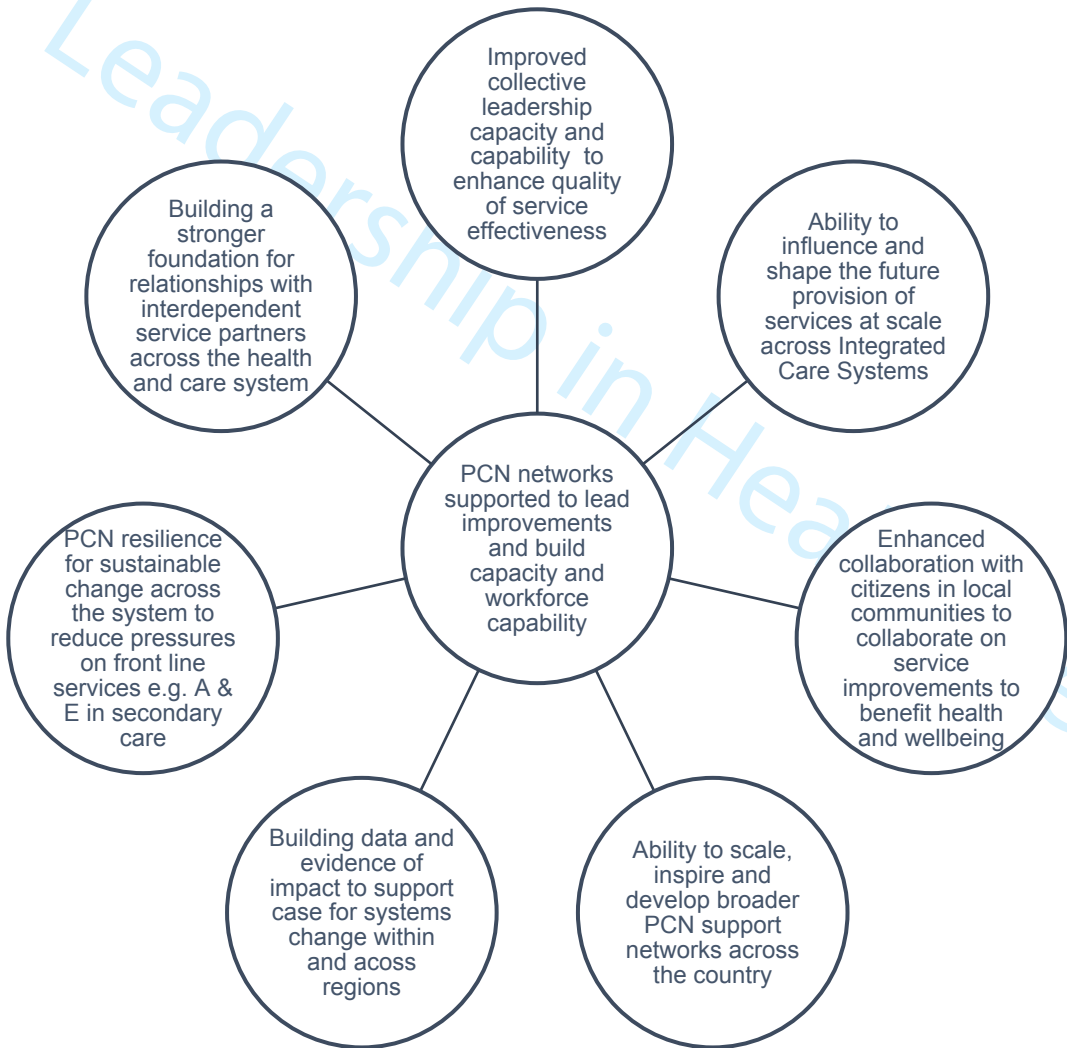 Improved
collective
leadership
capacity and
capability to
enhance quality
of service
effectiveness
Ability to
influence and
shape the future
provision of
services at scale
across Integrated
Care Systems
Enhanced
collaboration with
citizens in local
communities to
collaborate on
service
improvements to
benefit health
and wellbeing
Ability to scale,
inspire and
develop broader
PCN support
networks across
the country
Building data and
evidence of
impact to support
case for systems
change within
and acoss
regions
PCN resilience
for sustainable
change across
the system to
reduce pressures
on front line
services e.g. A &
E in secondary
care
Building a
stronger
foundation for
relationships with
interdependent
service partners
across the health
and care system
PCN networks
supported to lead
improvements
and build
capacity and
workforce
capability
Leadership in Hea